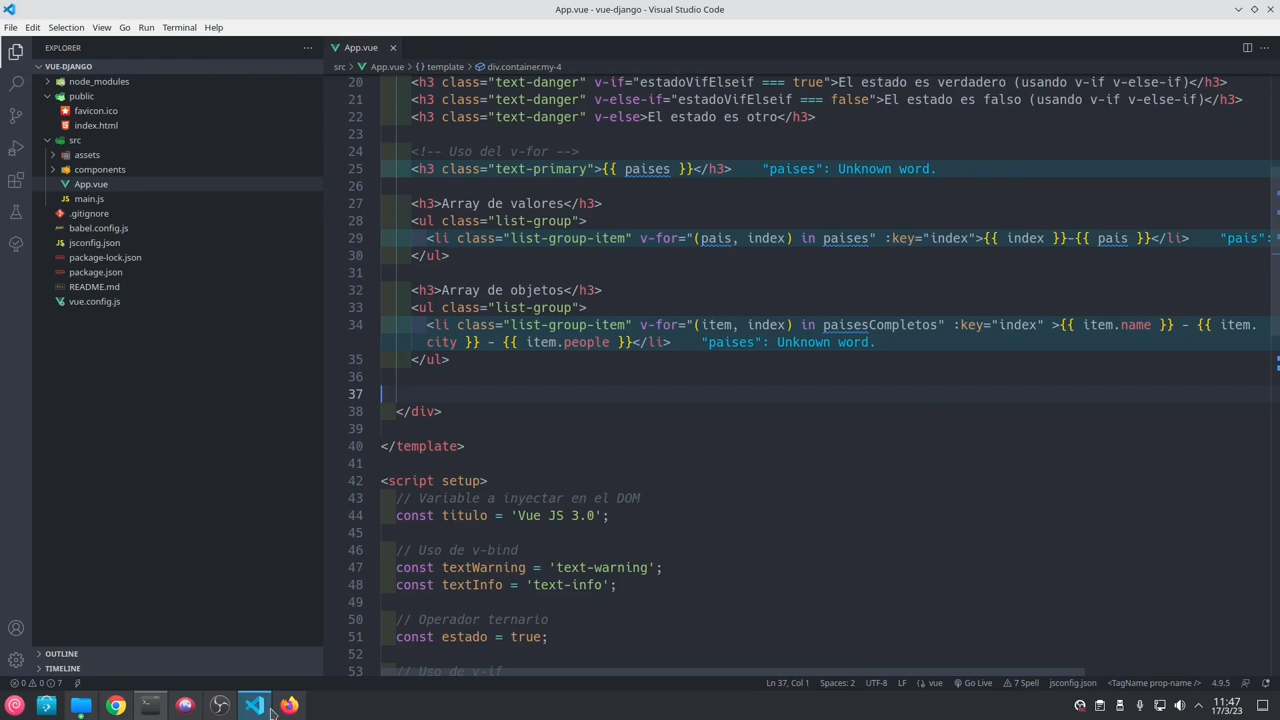 App.vue - vue-django - Visual Studio Code
File Edit Selection View Go Run Terminal Help
EXPLORER
VUE-DJANGO
node_modules
public
favicon.ico
index.html
src
assets
components
App.vue
main.js
.gitignore
babel.config.js
jsconfig.json
package-lock.json
package.json
README.md
vue.config.js
OUTLINE
TIMELINE
App.vue
src > App.vue > {} template > div.container.my-4
20 <h3 class="text-danger" v-if="estadoVifElseif === true">El estado es verdadero (usando v-if v-else-if)</h3>
21 <h3 class="text-danger" v-else-if="estadoVifElseif === false">El estado es falso (usando v-if v-else-if)</h3>
22 <h3 class="text-danger" v-else>El estado es otro</h3>
23
24 <!-- Uso del v-for -->
25 <h3 class="text-primary">{{ paises }}</h3> "paises": Unknown word.
26
27 <h3>Array de valores</h3>
28 <ul class="list-group">
29 <li class="list-group-item" v-for="(pais, index) in paises" :key="index">{{ index }}-{{ pais }}</li> "pais":
30 </ul>
31
32 <h3>Array de objetos</h3>
33 <ul class="list-group">
34 <li class="list-group-item" v-for="(item, index) in paisesCompletos" :key="index" >{{ item.name }} - {{ item.
city }} - {{ item.people }}</li> "paises": Unknown word.
35 </ul>
36
37
38 </div>
39
40 </template>
41
42 <script setup>
43 // Variable a inyectar en el DOM
44 const titulo = 'Vue JS 3.0';
45
46 // Uso de v-bind
47 const textWarning = 'text-warning';
48 const textInfo = 'text-info';
49
50 // Operador ternario
51 const estado = true;
52
53 // Uso de v-if
0 0 7
Ln 37, Col 1 Spaces: 2 UTF-8 LF vue Go Live 7 Spell jsconfig.json <TagName prop-name /> 4.9.5
11:47
17/3/23